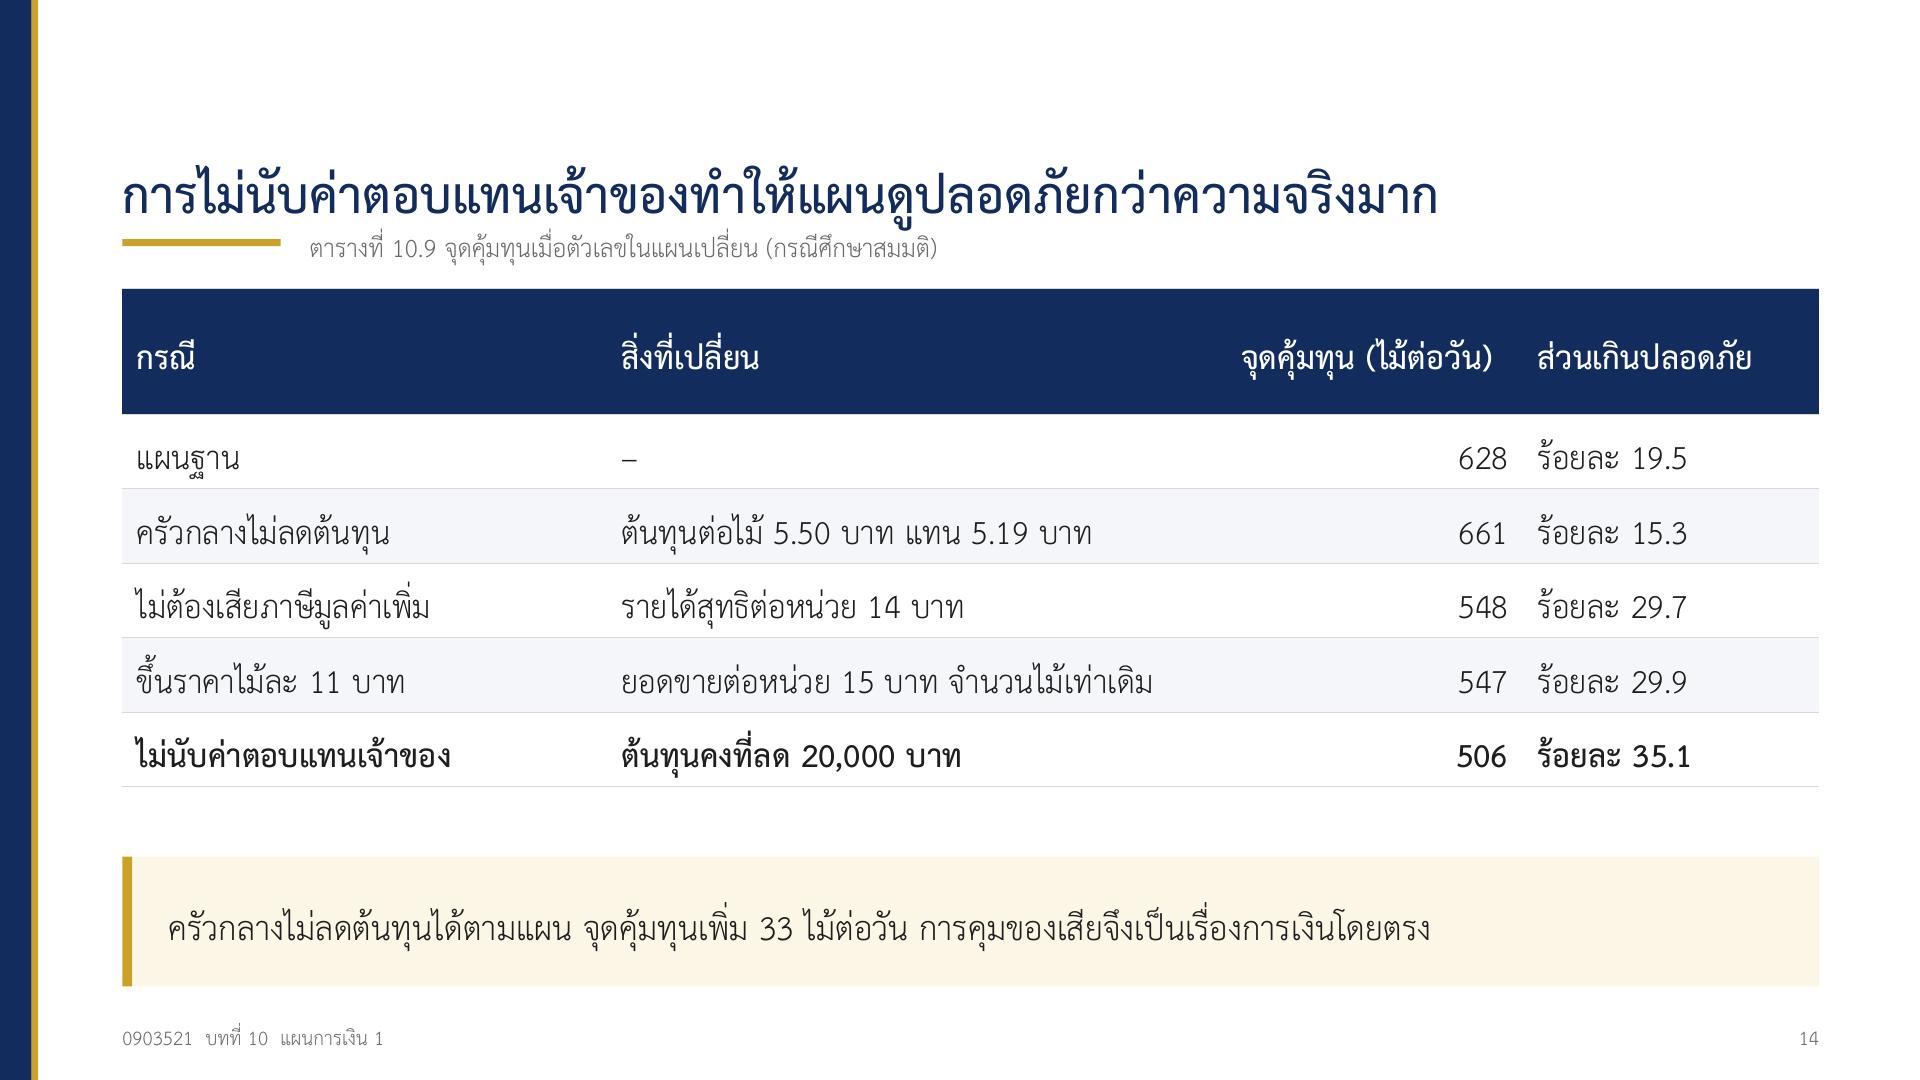 การไม่นับค่าตอบแทนเจ้าของทำให้แผนดูปลอดภัยกว่าความจริงมาก
ตารางที่ 10.9 จุดคุ้มทุนเมื่อตัวเลขในแผนเปลี่ยน (กรณีศึกษาสมมติ)
กรณี สิ่งที่เปลี่ยน จุดคุ้มทุน (ไม้ต่อวัน) ส่วนเกินปลอดภัย
แผนฐาน – 628 ร้อยละ 19.5
ครัวกลางไม่ลดต้นทุน ต้นทุนต่อไม้ 5.50 บาท แทน 5.19 บาท 661 ร้อยละ 15.3
ไม่ต้องเสียภาษีมูลค่าเพิ่ม รายได้สุทธิต่อหน่วย 14 บาท 548 ร้อยละ 29.7
ขึ้นราคาไม้ละ 11 บาท ยอดขายต่อหน่วย 15 บาท จำนวนไม้เท่าเดิม 547 ร้อยละ 29.9
ไม่นับค่าตอบแทนเจ้าของ ต้นทุนคงที่ลด 20,000 บาท 506 ร้อยละ 35.1
ครัวกลางไม่ลดต้นทุนได้ตามแผน จุดคุ้มทุนเพิ่ม 33 ไม้ต่อวัน การคุมของเสียจึงเป็นเรื่องการเงินโดยตรง
0903521 บทที่ 10 แผนการเงิน 1 14